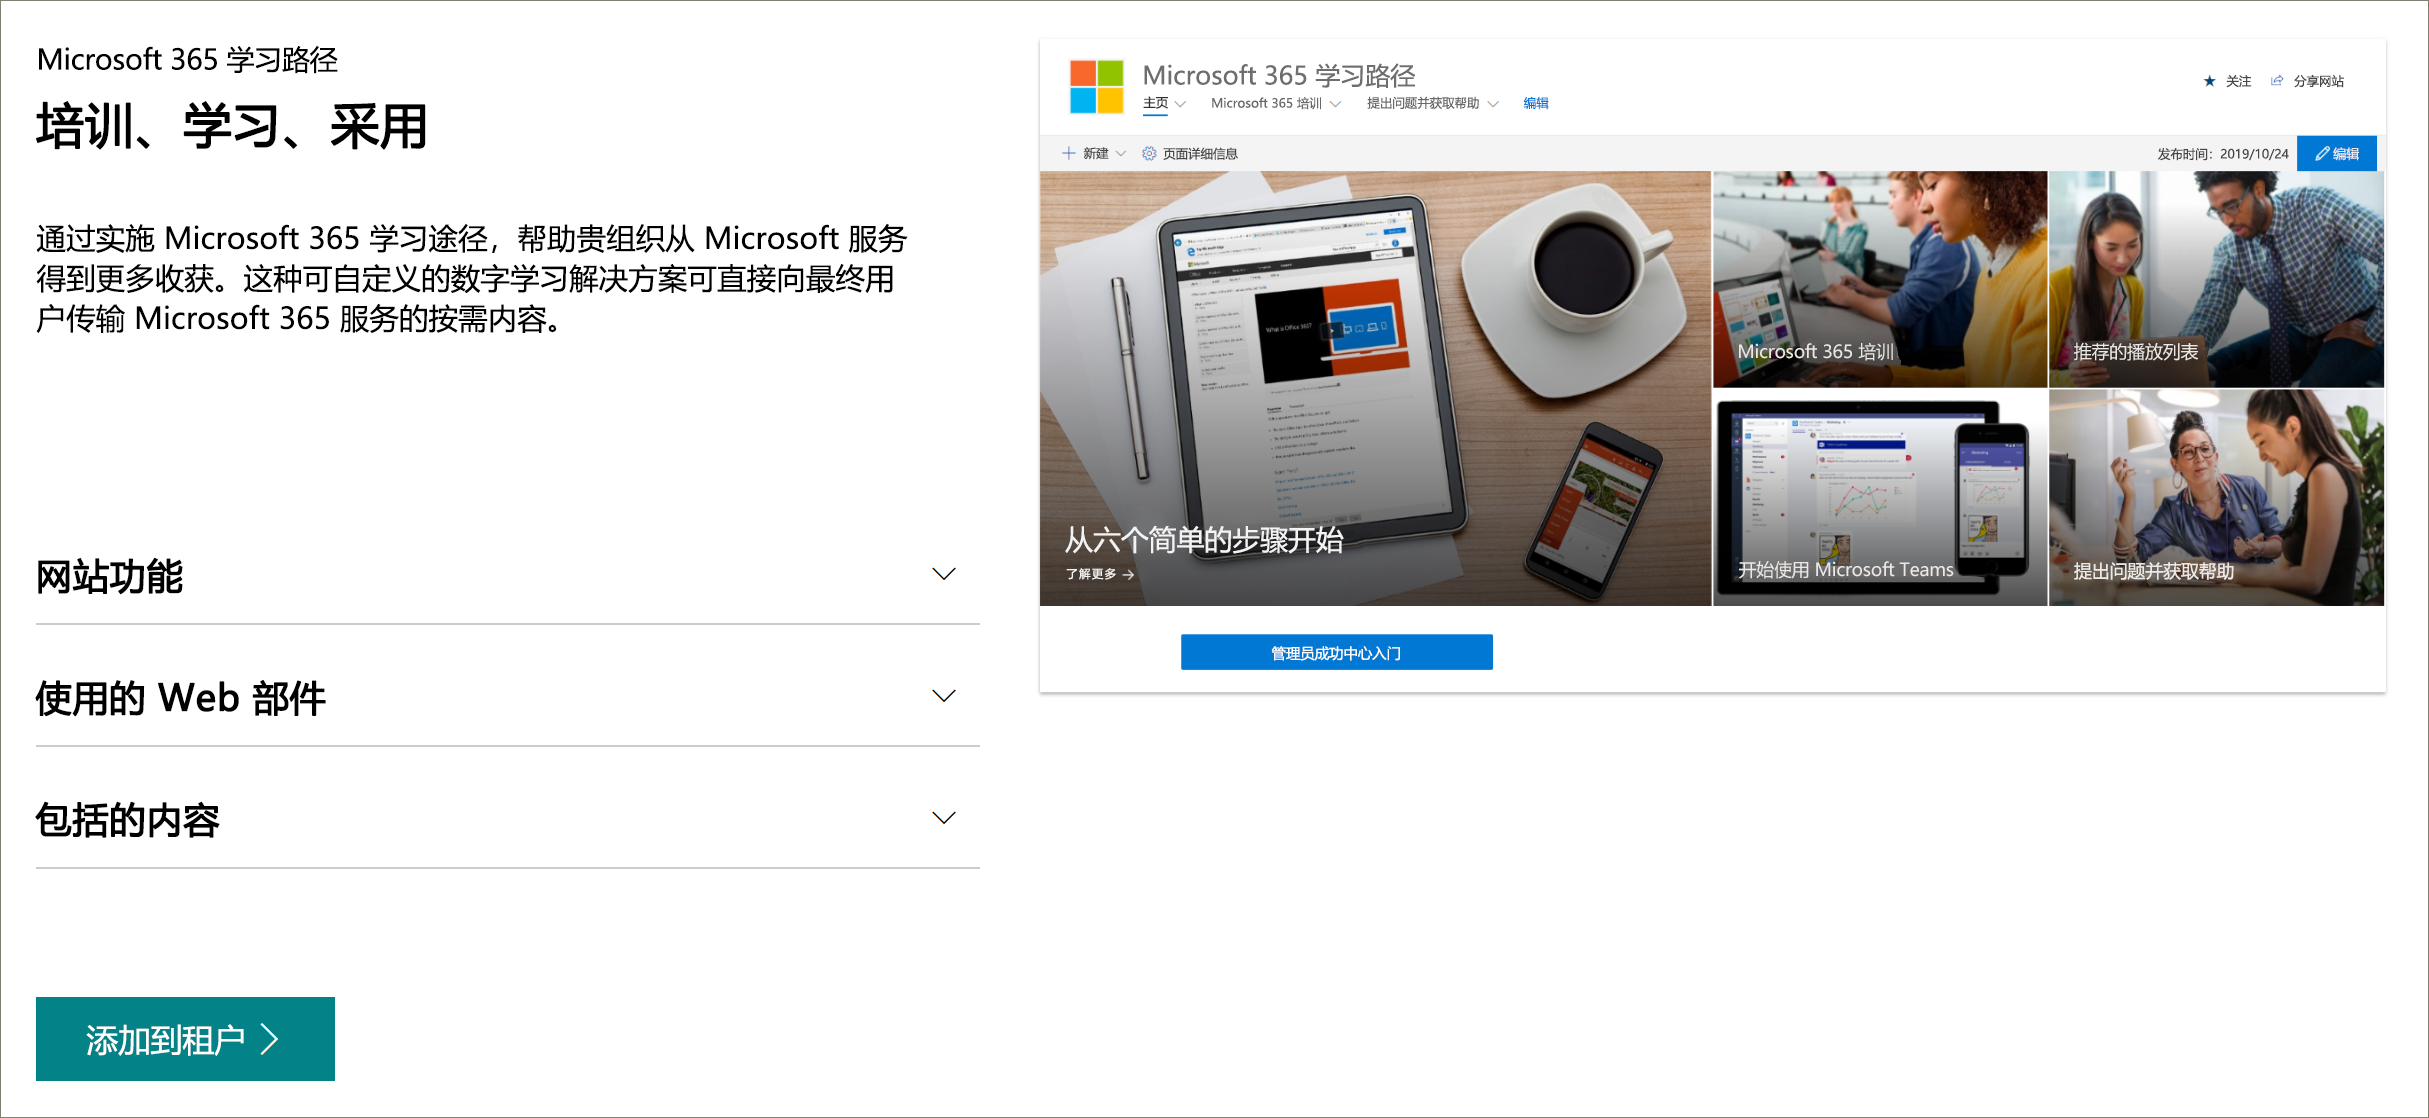 Microsoft 365 学习路径
培训、学习、采用
通过实施 Microsoft 365 学习途径，帮助贵组织从 Microsoft 服务
得到更多收获。这种可自定义的数字学习解决方案可直接向最终用
户传输 Microsoft 365 服务的按需内容。
网站功能
使用的 Web 部件
包括的内容
添加到租户
Microsoft 365 学习路径
主页 Microsoft 365 培训 提出问题并获取帮助 编辑
关注 分享网站
新建 页面详细信息
发布时间：2019/10/24 编辑
What is Office 365?
从六个简单的步骤开始
了解更多
Microsoft 365 培训
推荐的播放列表
开始使用 Microsoft Teams
提出问题并获取帮助
管理员成功中心入门